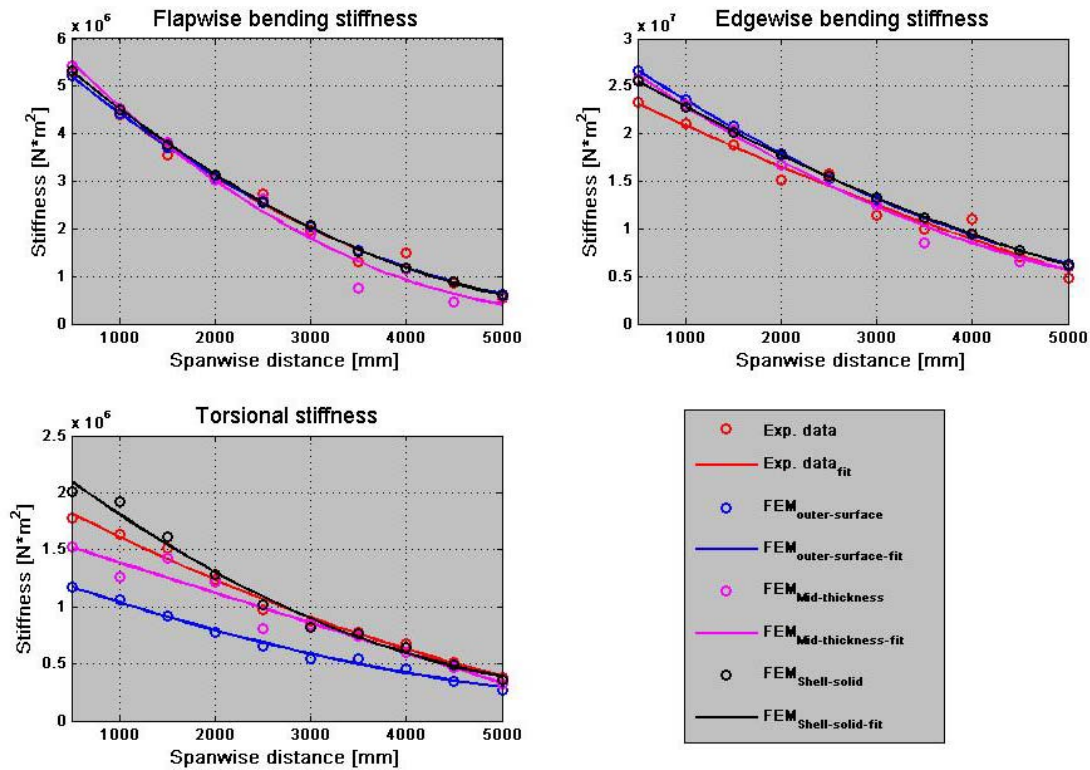 Flapwise bending stiffness
x 10^6
6
5
4
3
2
1
0
Stiffness [N*m^2]
1000 2000 3000 4000 5000
Spanwise distance [mm]
Edgewise bending stiffness
x 10^7
3
2.5
2
1.5
1
0.5
0
Stiffness [N*m^2]
1000 2000 3000 4000 5000
Spanwise distance [mm]
Torsional stiffness
x 10^6
2.5
2
1.5
1
0.5
0
Stiffness [N*m^2]
1000 2000 3000 4000 5000
Spanwise distance [mm]
Exp. data
Exp. data_fit
FEM_outer-surface
FEM_outer-surface-fit
FEM_Mid-thickness
FEM_Mid-thickness-fit
FEM_Shell-solid
FEM_Shell-solid-fit